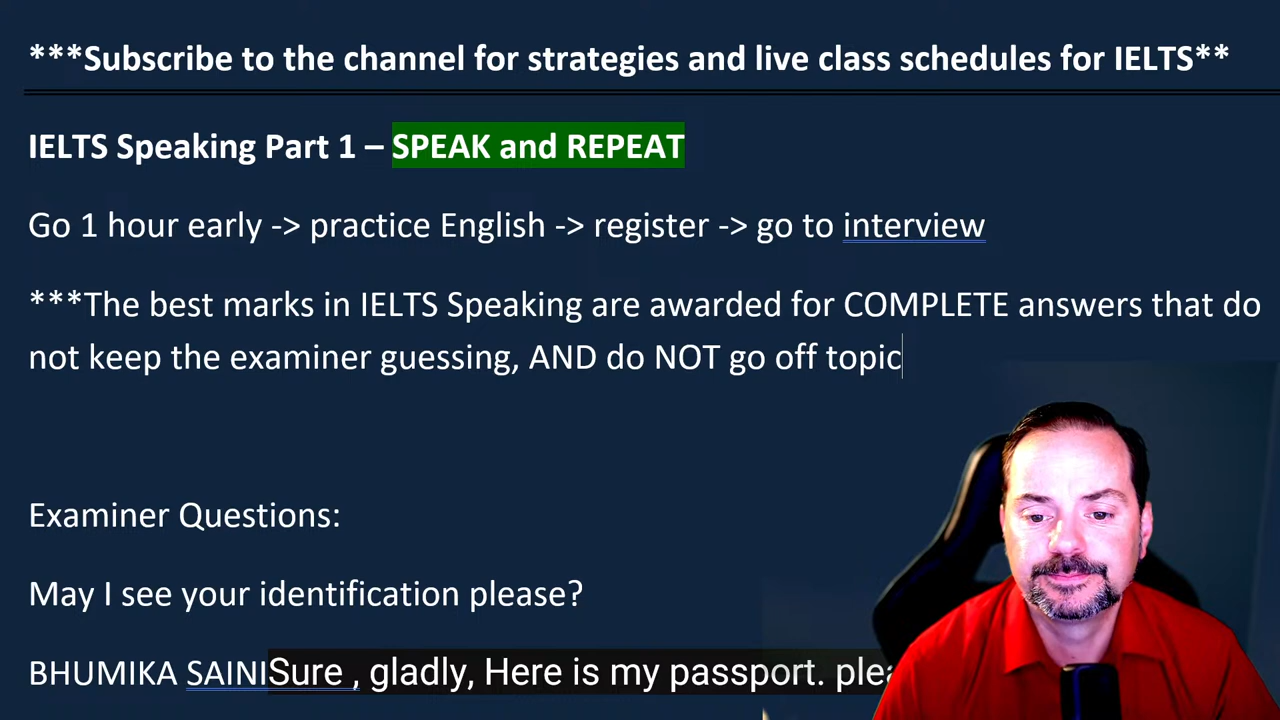 ***Subscribe to the channel for strategies and live class schedules for IELTS**
IELTS Speaking Part 1 – SPEAK and REPEAT
Go 1 hour early -> practice English -> register -> go to interview
***The best marks in IELTS Speaking are awarded for COMPLETE answers that do
not keep the examiner guessing, AND do NOT go off topic
Examiner Questions:
May I see your identification please?
BHUMIKA SAINISure , gladly, Here is my passport.